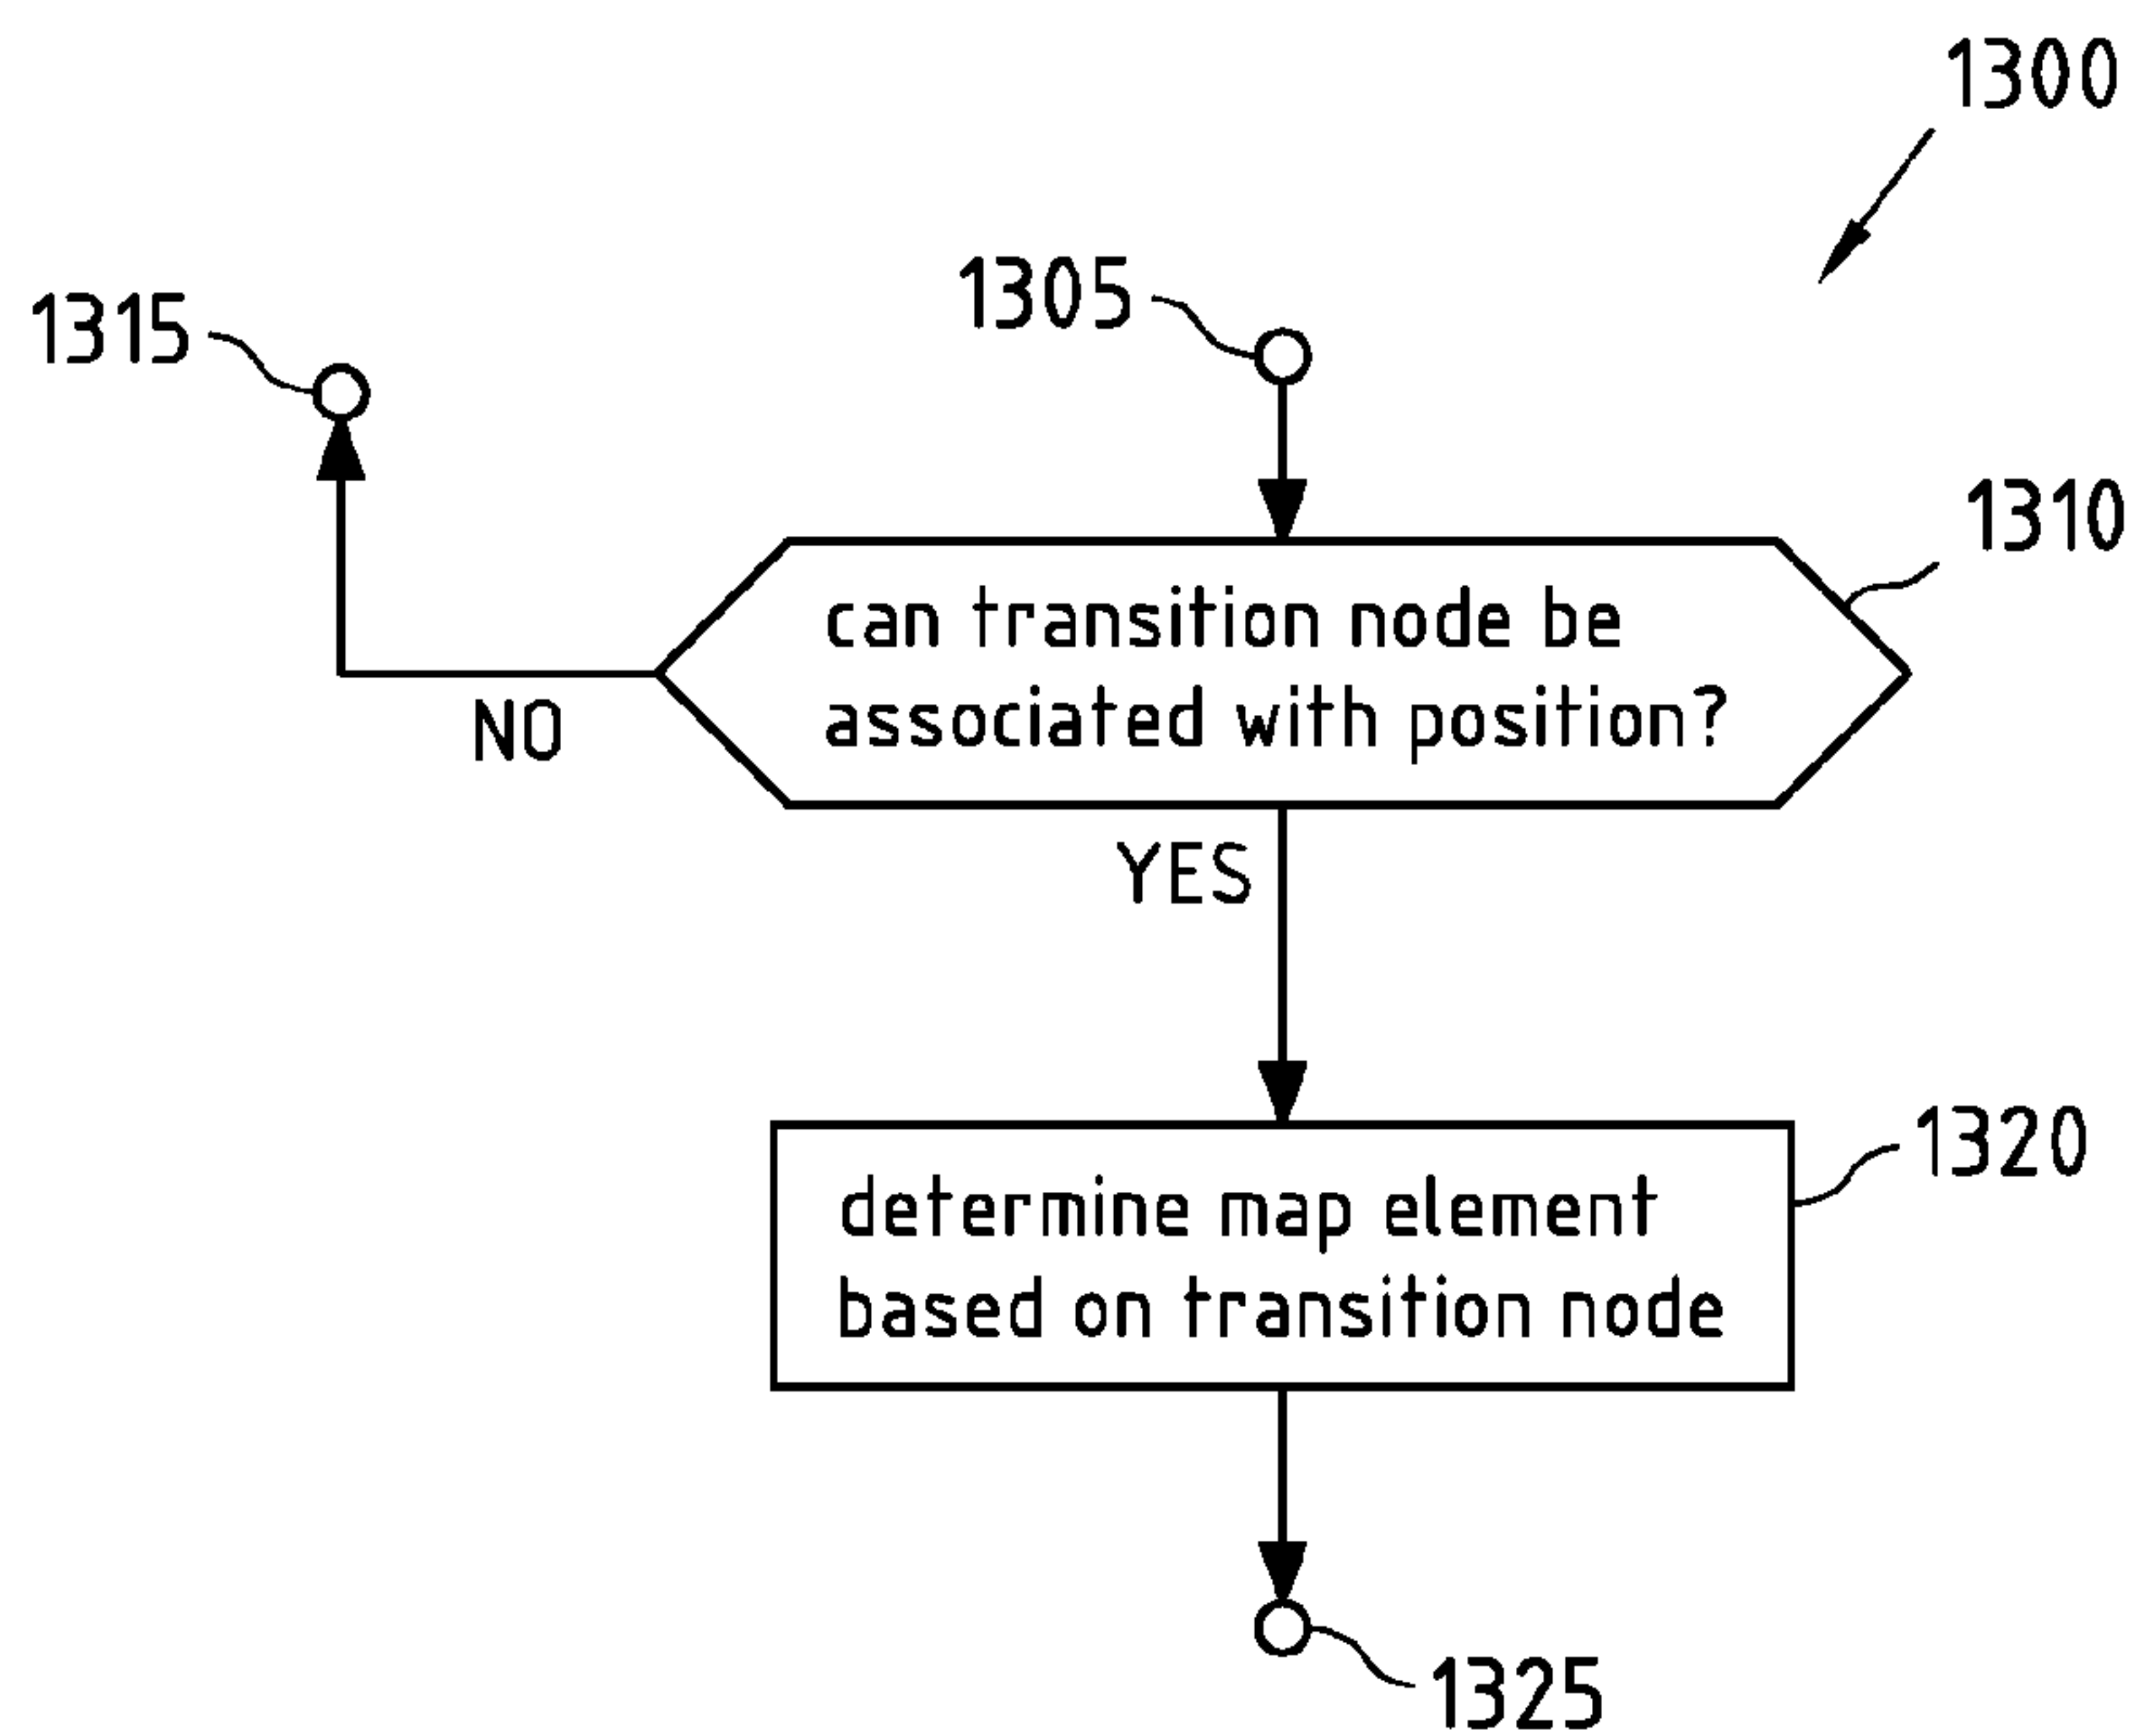 1300
1305
1315
1310
can transition node be
associated with position?
NO
YES
1320
determine map element
based on transition node
1325